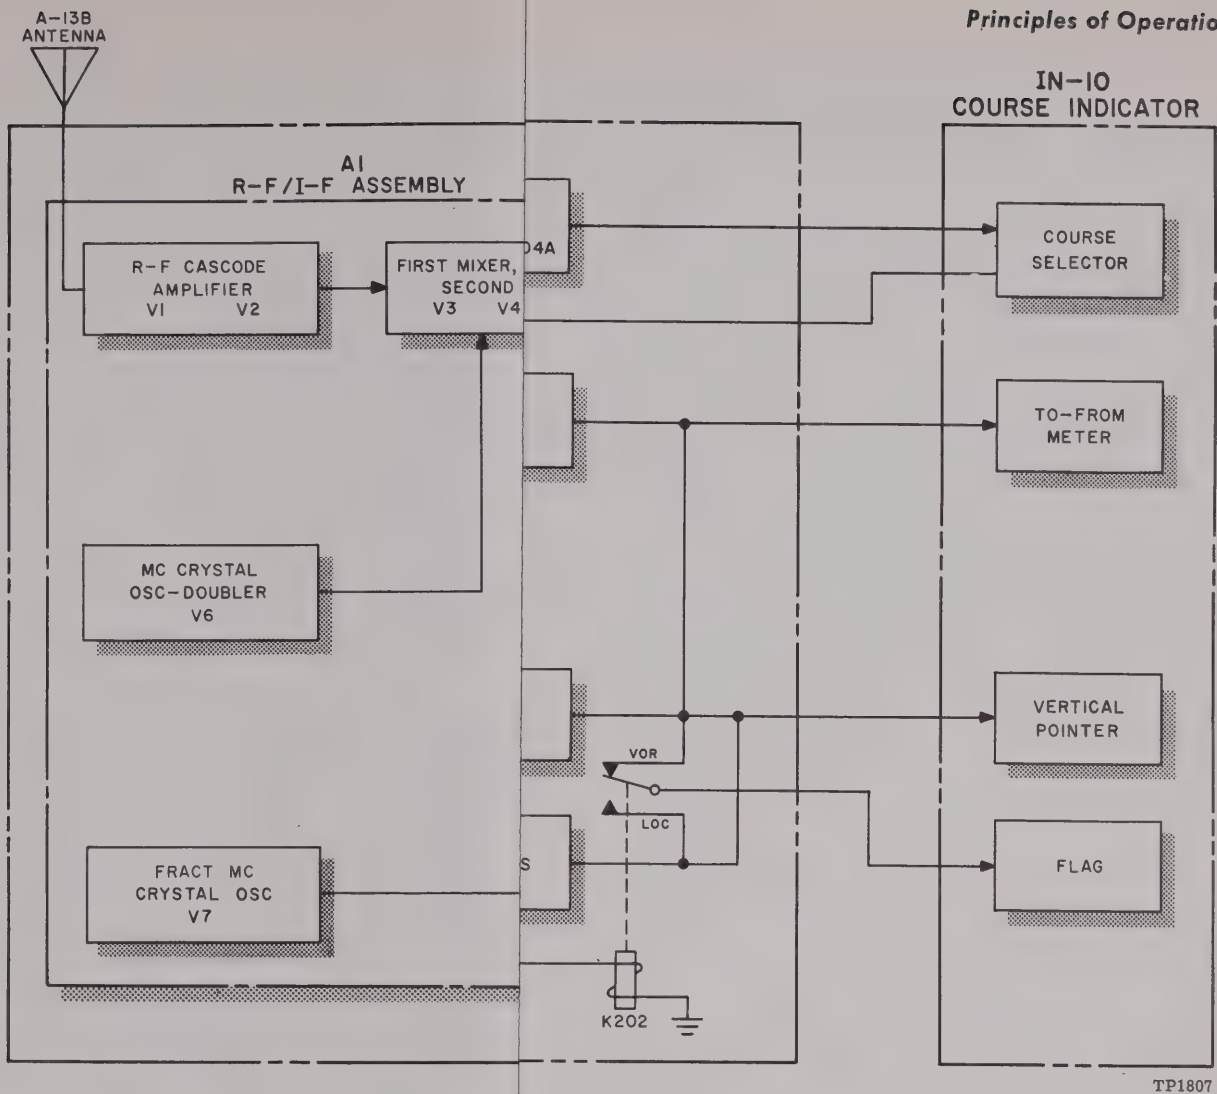 A-13B
ANTENNA
Principles of Operatio
IN-10
COURSE INDICATOR
A1
R-F/I-F ASSEMBLY
R-F CASCODE
AMPLIFIER
V1 V2
FIRST MIXER,
SECOND
V3 V4
04A
COURSE
SELECTOR
TO-FROM
METER
MC CRYSTAL
OSC-DOUBLER
V6
VERTICAL
POINTER
VOR
LOC
FRACT MC
CRYSTAL OSC
V7
S
FLAG
K202
TP1807